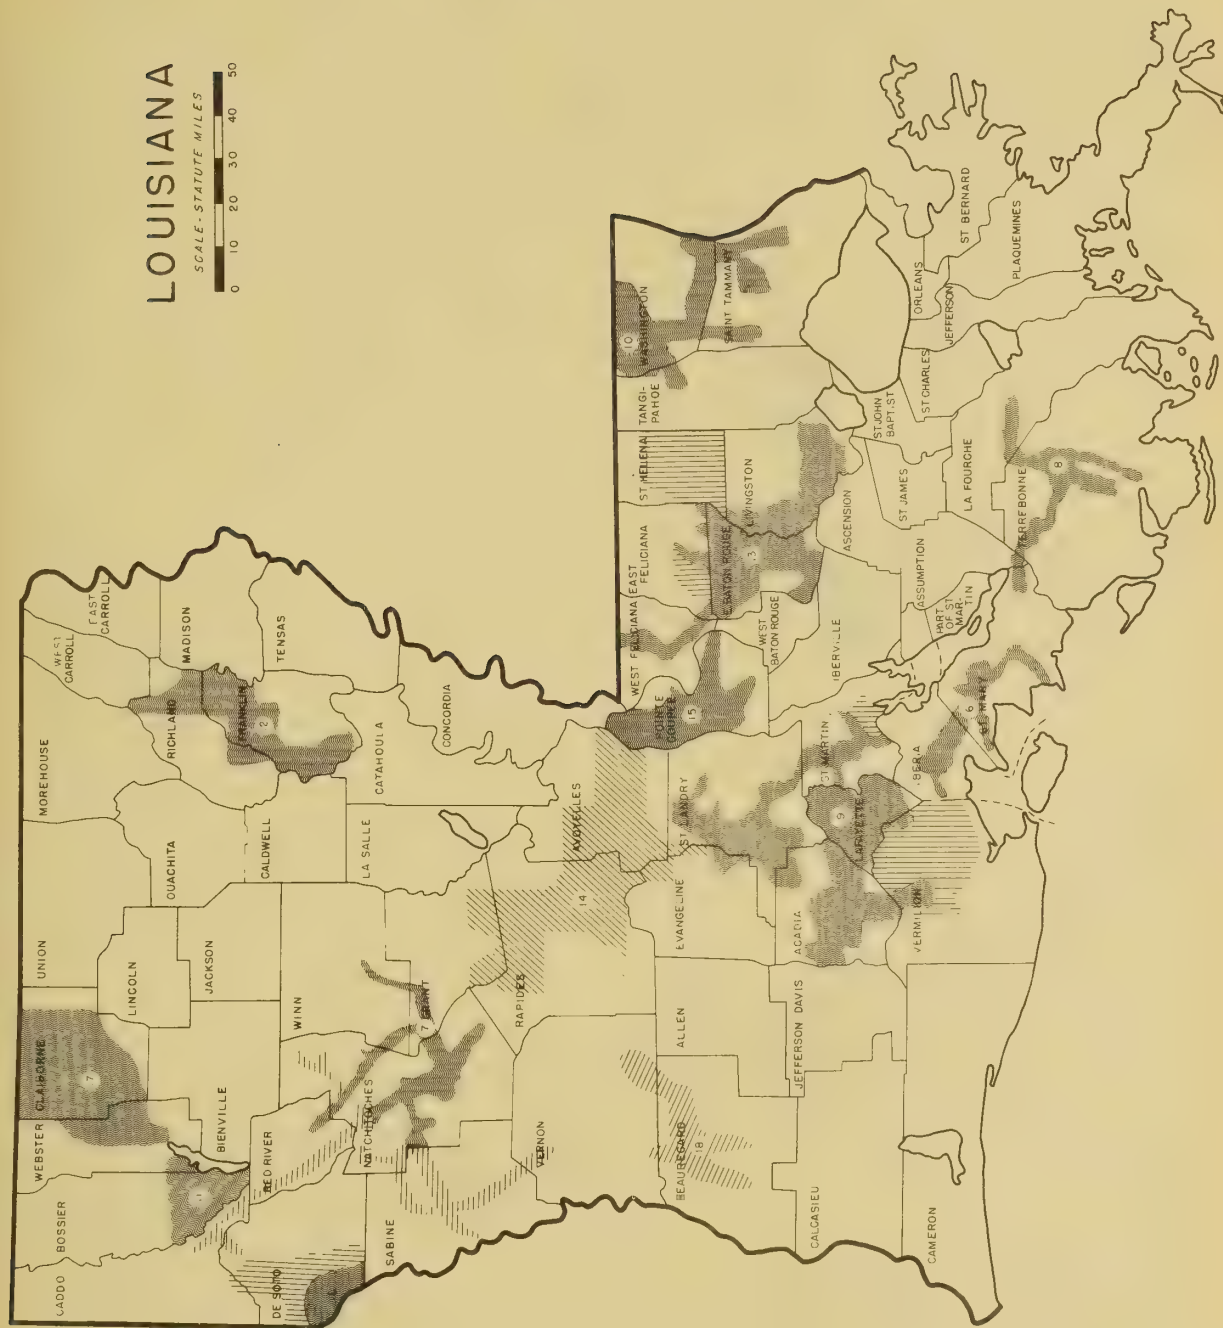 LOUISIANA
SCALE-STATUTE MILES
0 10 20 30 40 50
CADDO
BOSSIER
WEBSTER
CLAIBORNE
7
UNION
MOREHOUSE
WEST
CARROLL
EAST
CARROLL
LINCOLN
OUACHITA
RICHLAND
MADISON
BIENVILLE
JACKSON
FRANKLIN
2
TENSAS
DE SOTO
RED RIVER
WINN
CALDWELL
CATAHOULA
CONCORDIA
SABINE
NATCHITOCHES
7
GRANT
LA SALLE
VERNON
RAPIDES
14
AVOYELLES
BEAUREGARD
18
ALLEN
EVANGELINE
ST LANDRY
POINTE
COUPEE
15
WEST FELICIANA
EAST
FELICIANA
ST HELENA
TANGI-
PAHOE
10
WASHINGTON
SAINT TAMMANY
E BATON ROUGE
LIVINGSTON
WEST
BATON ROUGE
IBERVILLE
ASCENSION
ST JOHN
BAPTIST
ST CHARLES
ORLEANS
JEFFERSON
ST BERNARD
PLAQUEMINES
CALCASIEU
JEFFERSON DAVIS
ACADIA
9
LAFAYETTE
ST MARTIN
CAMERON
VERMILION
IBERIA
6
ST MARY
PART
OF ST
MAR-
TIN
ASSUMPTION
ST JAMES
LA FOURCHE
TERREBONNE
8